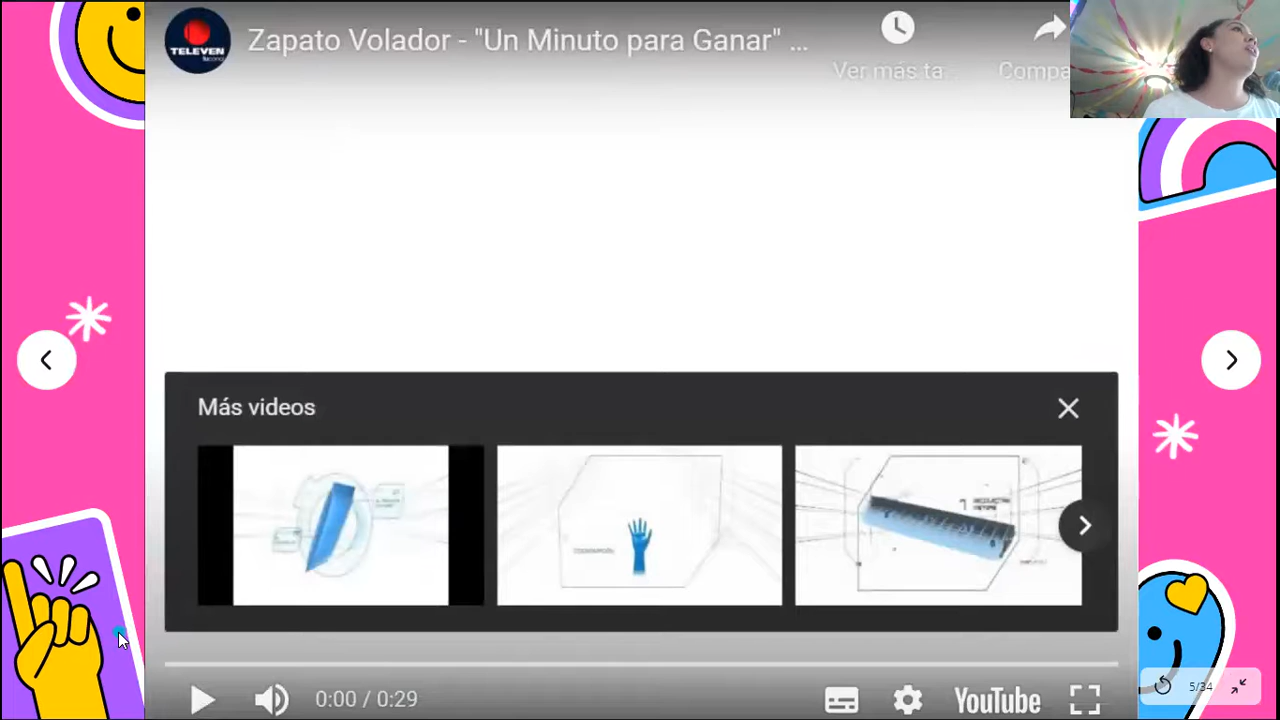 Zapato Volador - "Un Minuto para Ganar" ...
TELEVEN
Ver más ta
Compa
Más videos
0:00 / 0:29
YouTube
5/34